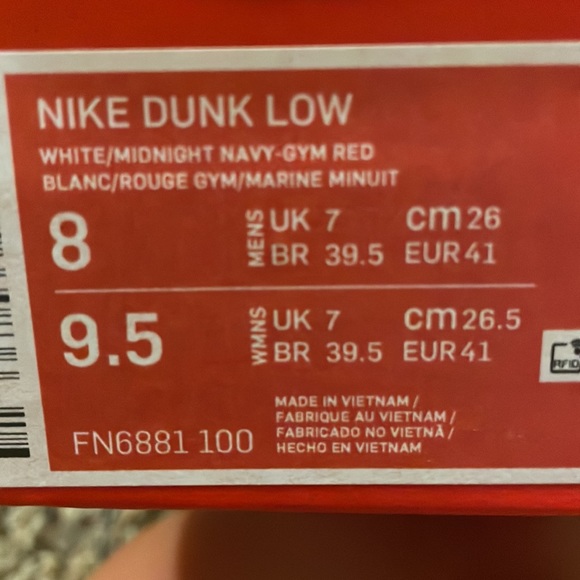 NIKE DUNK LOW
WHITE/MIDNIGHT NAVY-GYM RED
BLANC/ROUGE GYM/MARINE MINUIT
8 MENS UK 7 cm 26
BR 39.5 EUR 41
9.5 WMNS UK 7 cm 26.5
BR 39.5 EUR 41
RFID
MADE IN VIETNAM /
FABRIQUE AU VIETNAM /
FABRICADO NO VIETNÃ /
HECHO EN VIETNAM
FN6881 100